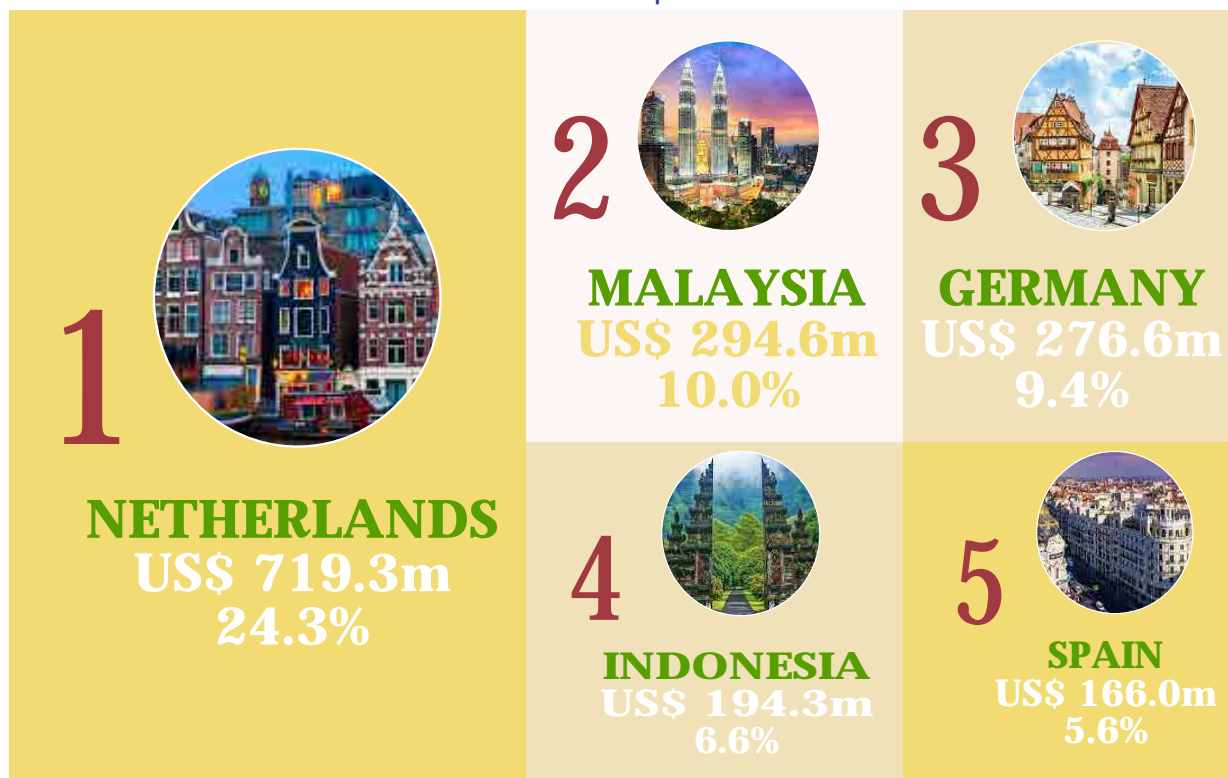 1
NETHERLANDS
US$ 719.3m
24.3%
2
MALAYSIA
US$ 294.6m
10.0%
3
GERMANY
US$ 276.6m
9.4%
4
INDONESIA
US$ 194.3m
6.6%
5
SPAIN
US$ 166.0m
5.6%